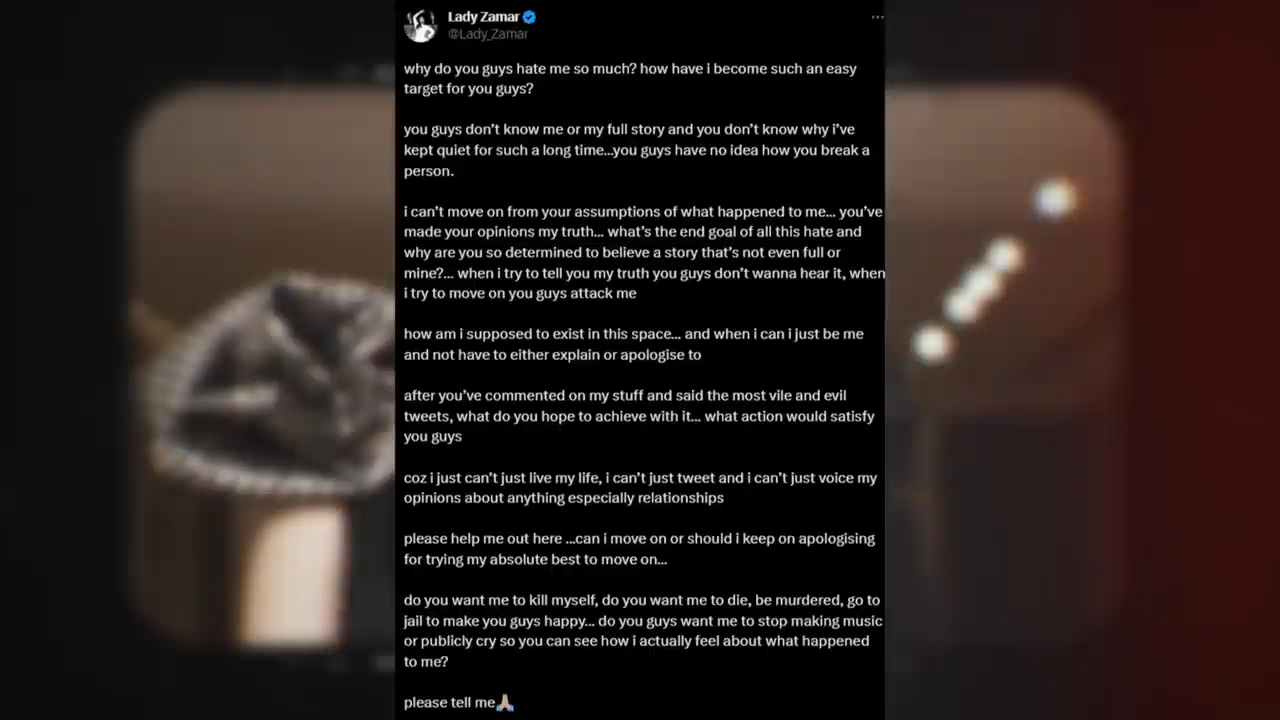 Lady Zamar
@Lady_Zamar
why do you guys hate me so much? how have i become such an easy
target for you guys?
you guys don't know me or my full story and you don't know why i've
kept quiet for such a long time...you guys have no idea how you break a
person.
i can't move on from your assumptions of what happened to me... you've
made your opinions my truth... what's the end goal of all this hate and
why are you so determined to believe a story that's not even full or
mine?... when i try to tell you my truth you guys don't wanna hear it, when
i try to move on you guys attack me
how am i supposed to exist in this space... and when i can i just be me
and not have to either explain or apologise to
after you've commented on my stuff and said the most vile and evil
tweets, what do you hope to achieve with it... what action would satisfy
you guys
coz i just can't just live my life, i can't just tweet and i can't just voice my
opinions about anything especially relationships
please help me out here ...can i move on or should i keep on apologising
for trying my absolute best to move on...
do you want me to kill myself, do you want me to die, be murdered, go to
jail to make you guys happy... do you guys want me to stop making music
or publicly cry so you can see how i actually feel about what happened
to me?
please tell me🙏🏼